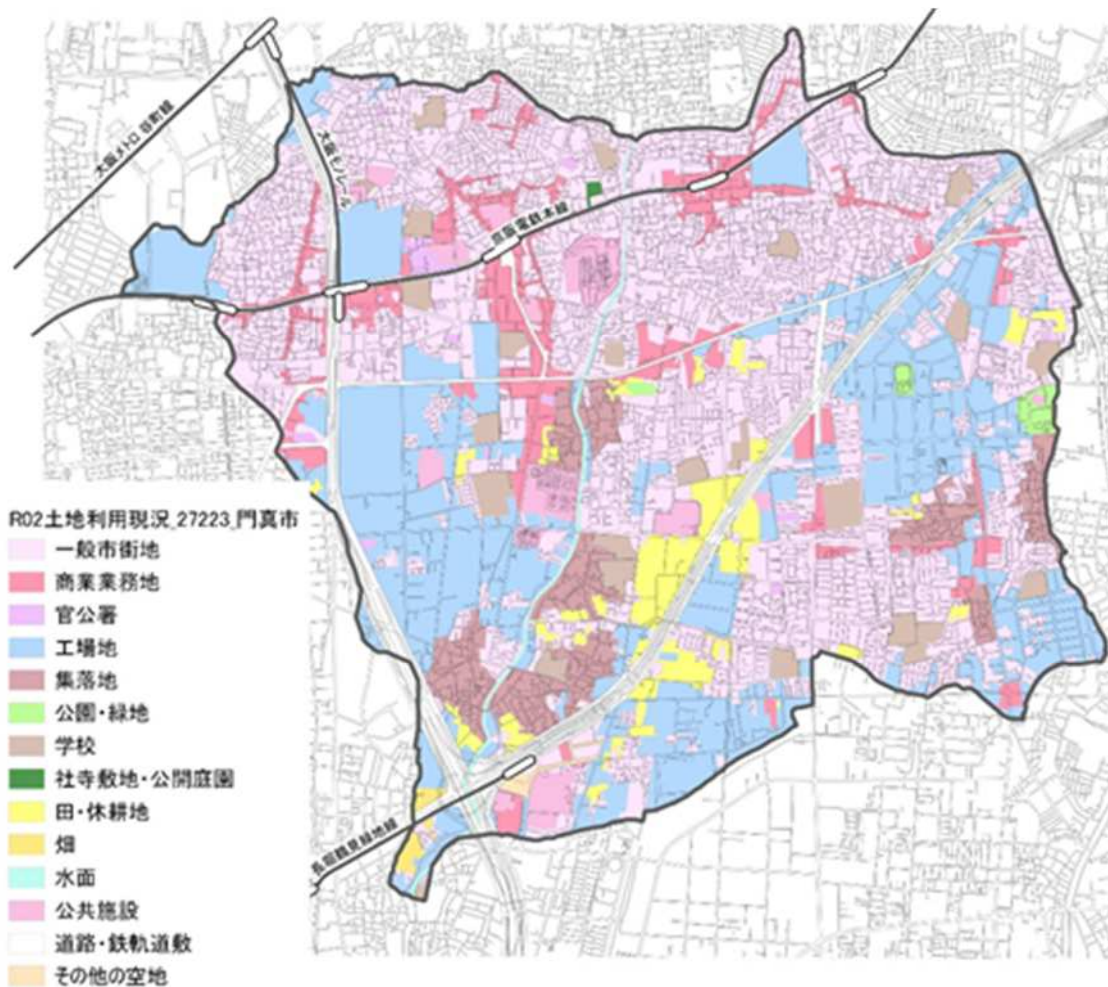 大阪メトロ 谷町線
大阪モノレール
京阪電鉄本線
長堀鶴見緑地線
R02土地利用現況_27223_門真市
一般市街地
商業業務地
官公署
工場地
集落地
公園・緑地
学校
社寺敷地・公開庭園
田・休耕地
畑
水面
公共施設
道路・鉄軌道敷
その他の空地